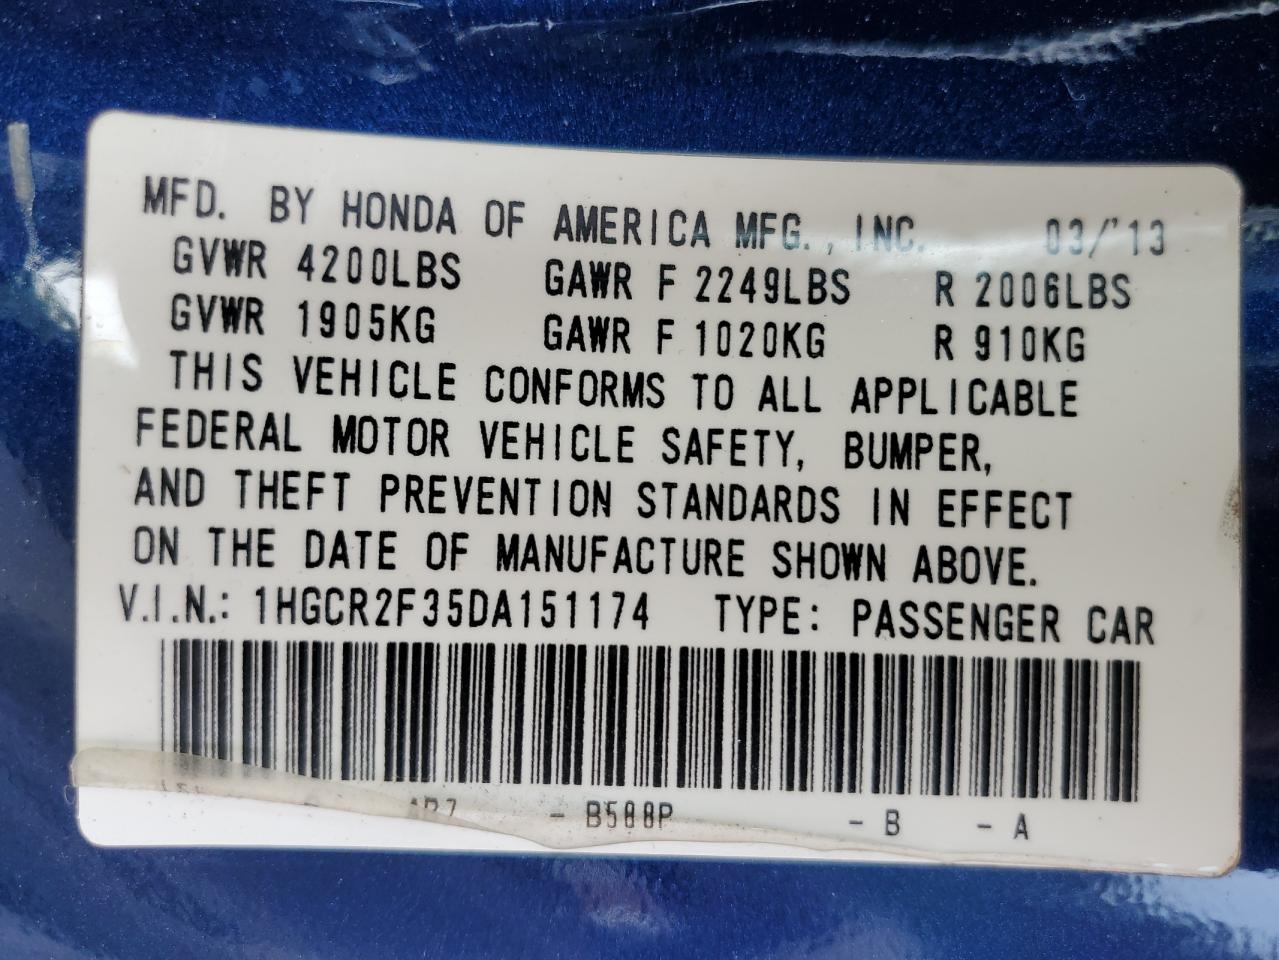 MFD. BY HONDA OF AMERICA MFG., INC. 03/'13
GVWR 4200LBS GAWR F 2249LBS R 2006LBS
GVWR 1905KG GAWR F 1020KG R 910KG
THIS VEHICLE CONFORMS TO ALL APPLICABLE
FEDERAL MOTOR VEHICLE SAFETY, BUMPER,
AND THEFT PREVENTION STANDARDS IN EFFECT
ON THE DATE OF MANUFACTURE SHOWN ABOVE.
V.I.N.: 1HGCR2F35DA151174 TYPE: PASSENGER CAR
- B588P - B - A